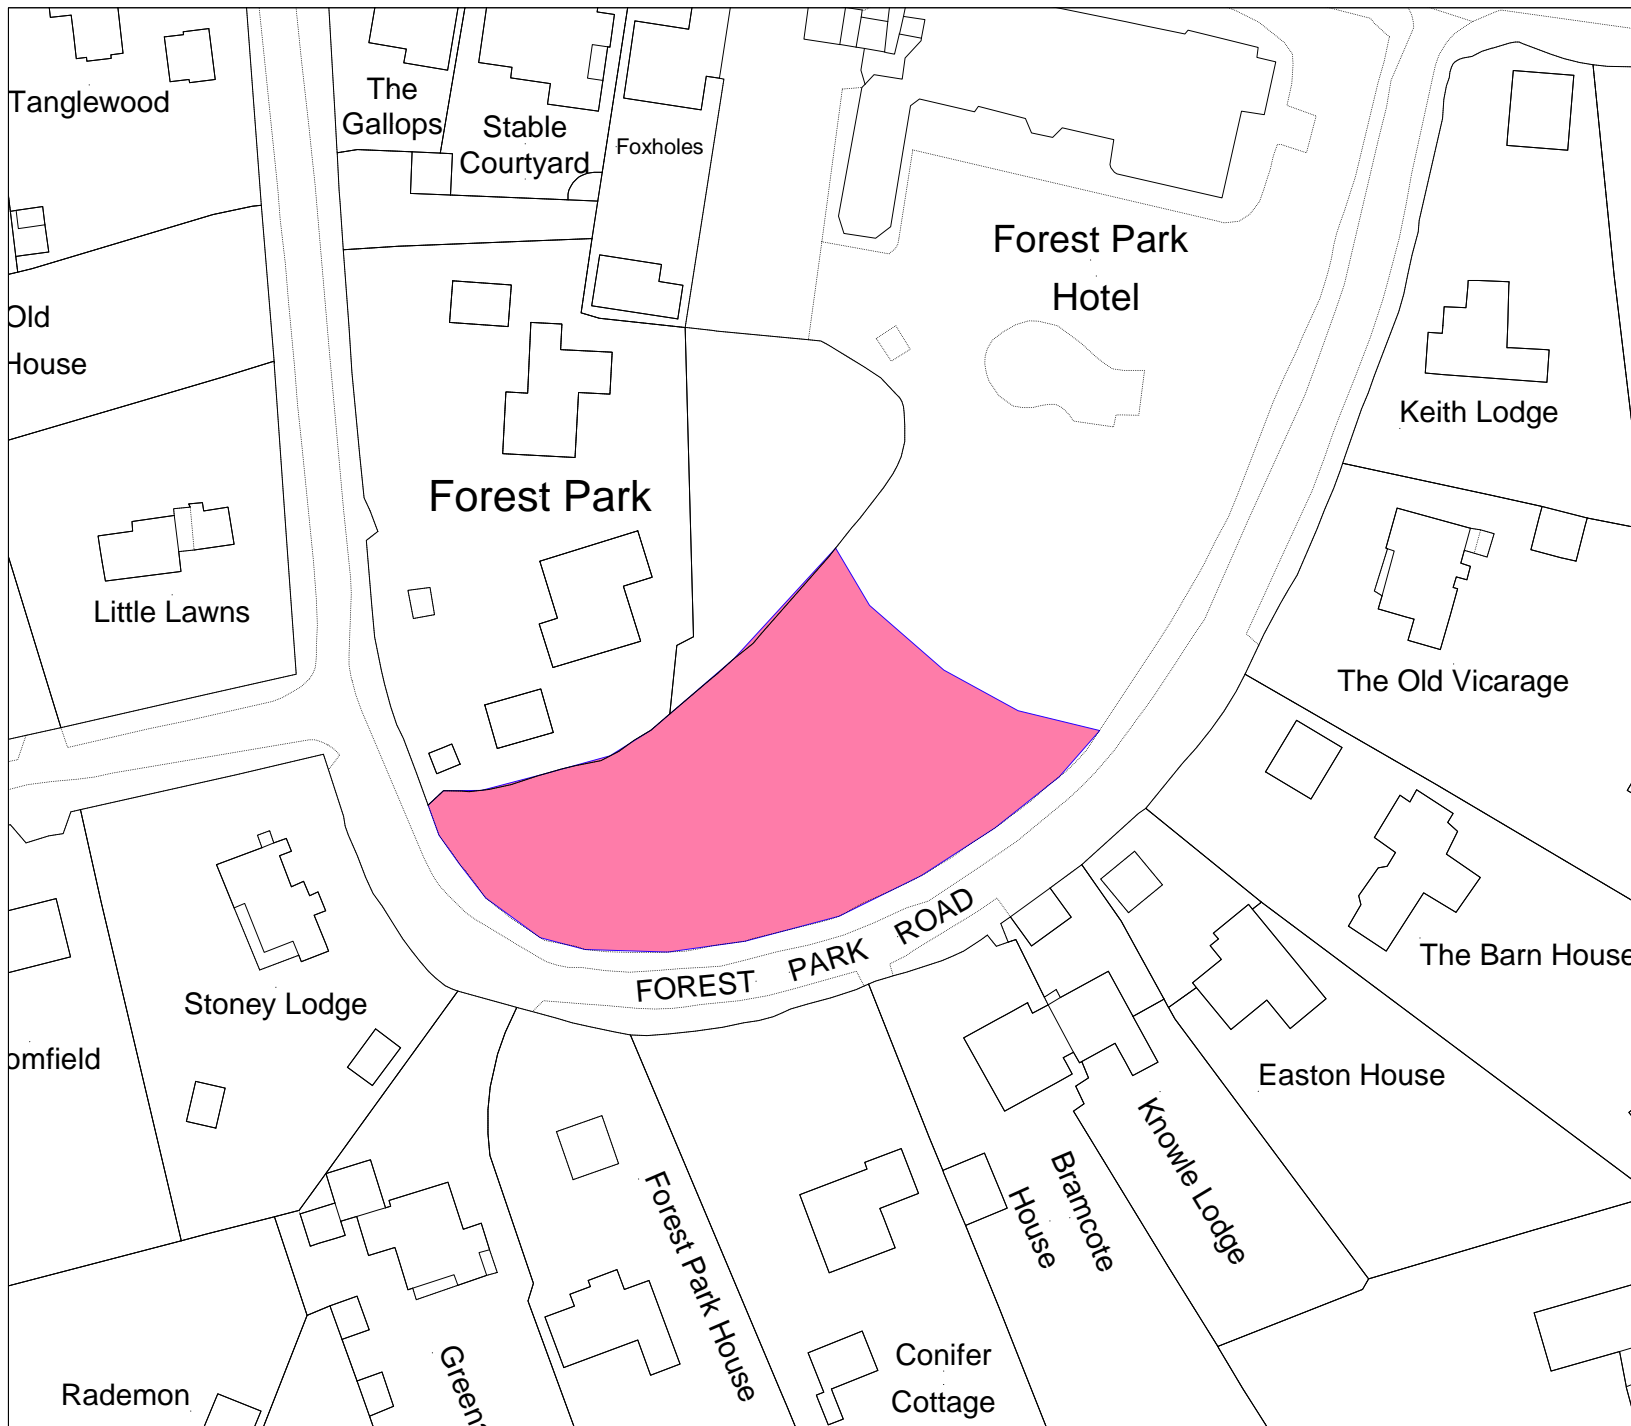 Tanglewood
The
Gallops
Stable
Courtyard
Foxholes
Forest Park
Hotel
Old
House
Keith Lodge
Forest Park
Little Lawns
The Old Vicarage
FOREST PARK ROAD
The Barn House
Stoney Lodge
omfield
Easton House
Knowle Lodge
Bramcote
House
Forest Park House
Conifer
Cottage
Greens
Rademon